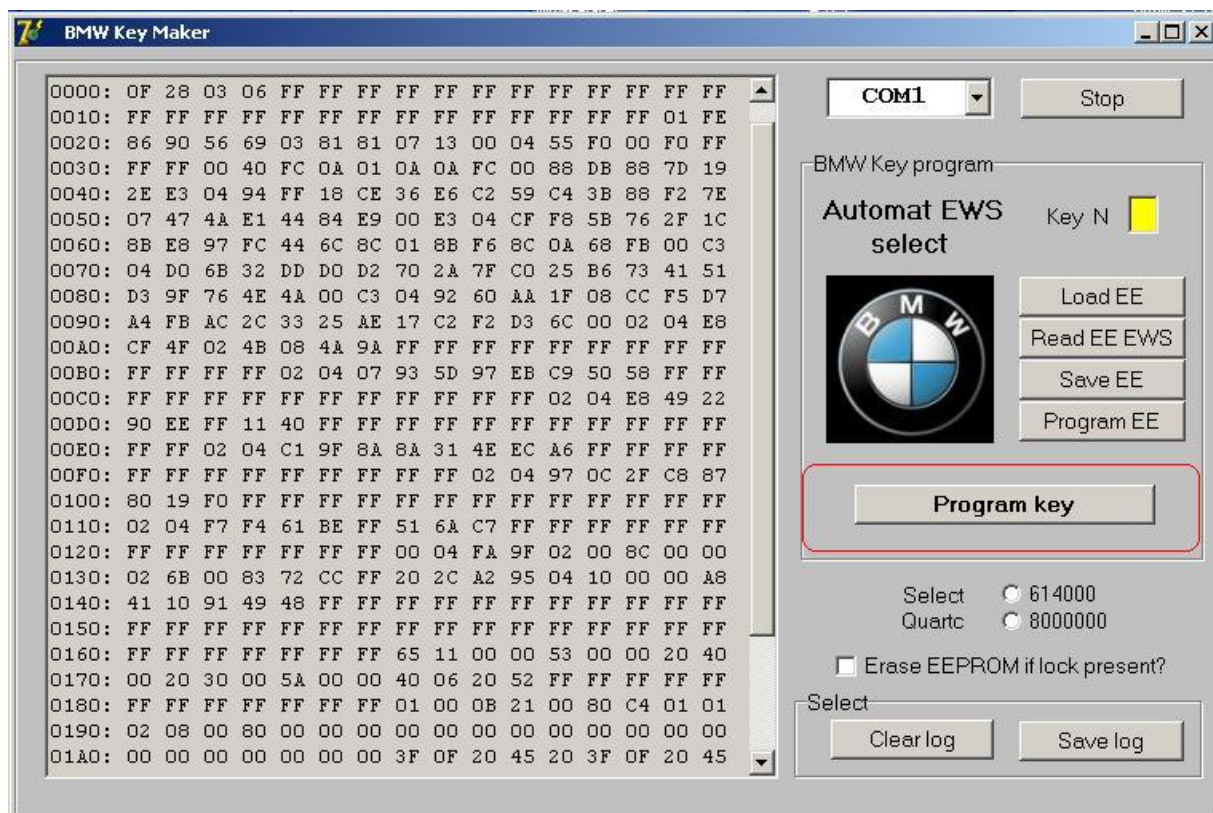 BMW Key Maker
0000: 0F 28 03 06 FF FF FF FF FF FF FF FF FF FF FF FF
0010: FF FF FF FF FF FF FF FF FF FF FF FF FF FF 01 FE
0020: 86 90 56 69 03 81 81 07 13 00 04 55 F0 00 F0 FF
0030: FF FF 00 40 FC 0A 01 0A 0A FC 00 88 DB 88 7D 19
0040: 2E E3 04 94 FF 18 CE 36 E6 C2 59 C4 3B 88 F2 7E
0050: 07 47 4A E1 44 84 E9 00 E3 04 CF F8 5B 76 2F 1C
0060: 8B E8 97 FC 44 6C 8C 01 8B F6 8C 0A 68 FB 00 C3
0070: 04 D0 6B 32 DD D0 D2 70 2A 7F C0 25 B6 73 41 51
0080: D3 9F 76 4E 4A 00 C3 04 92 60 AA 1F 08 CC F5 D7
0090: A4 FB AC 2C 33 25 AE 17 C2 F2 D3 6C 00 02 04 E8
00A0: CF 4F 02 4B 08 4A 9A FF FF FF FF FF FF FF FF FF
00B0: FF FF FF FF 02 04 07 93 5D 97 EB C9 50 58 FF FF
00C0: FF FF FF FF FF FF FF FF FF FF FF 02 04 E8 49 22
00D0: 90 EE FF 11 40 FF FF FF FF FF FF FF FF FF FF FF
00E0: FF FF 02 04 C1 9F 8A 8A 31 4E EC A6 FF FF FF FF
00F0: FF FF FF FF FF FF FF FF FF 02 04 97 0C 2F C8 87
0100: 80 19 F0 FF FF FF FF FF FF FF FF FF FF FF FF FF
0110: 02 04 F7 F4 61 BE FF 51 6A C7 FF FF FF FF FF FF
0120: FF FF FF FF FF FF FF 00 04 FA 9F 02 00 8C 00 00
0130: 02 6B 00 83 72 CC FF 20 2C A2 95 04 10 00 00 A8
0140: 41 10 91 49 48 FF FF FF FF FF FF FF FF FF FF FF
0150: FF FF FF FF FF FF FF FF FF FF FF FF FF FF FF FF
0160: FF FF FF FF FF FF FF 65 11 00 00 53 00 00 20 40
0170: 00 20 30 00 5A 00 00 40 06 20 52 FF FF FF FF FF
0180: FF FF FF FF FF FF FF 01 00 0B 21 00 80 C4 01 01
0190: 02 08 00 80 00 00 00 00 00 00 00 00 00 00 00 00
01A0: 00 00 00 00 00 00 00 3F 0F 20 45 20 3F 0F 20 45
COM1
Stop
BMW Key program
Automat EWS
select
Key N
BMW
Load EE
Read EE EWS
Save EE
Program EE
Program key
Select
Quartc
614000
8000000
Erase EEPROM if lock present?
Select
Clear log
Save log